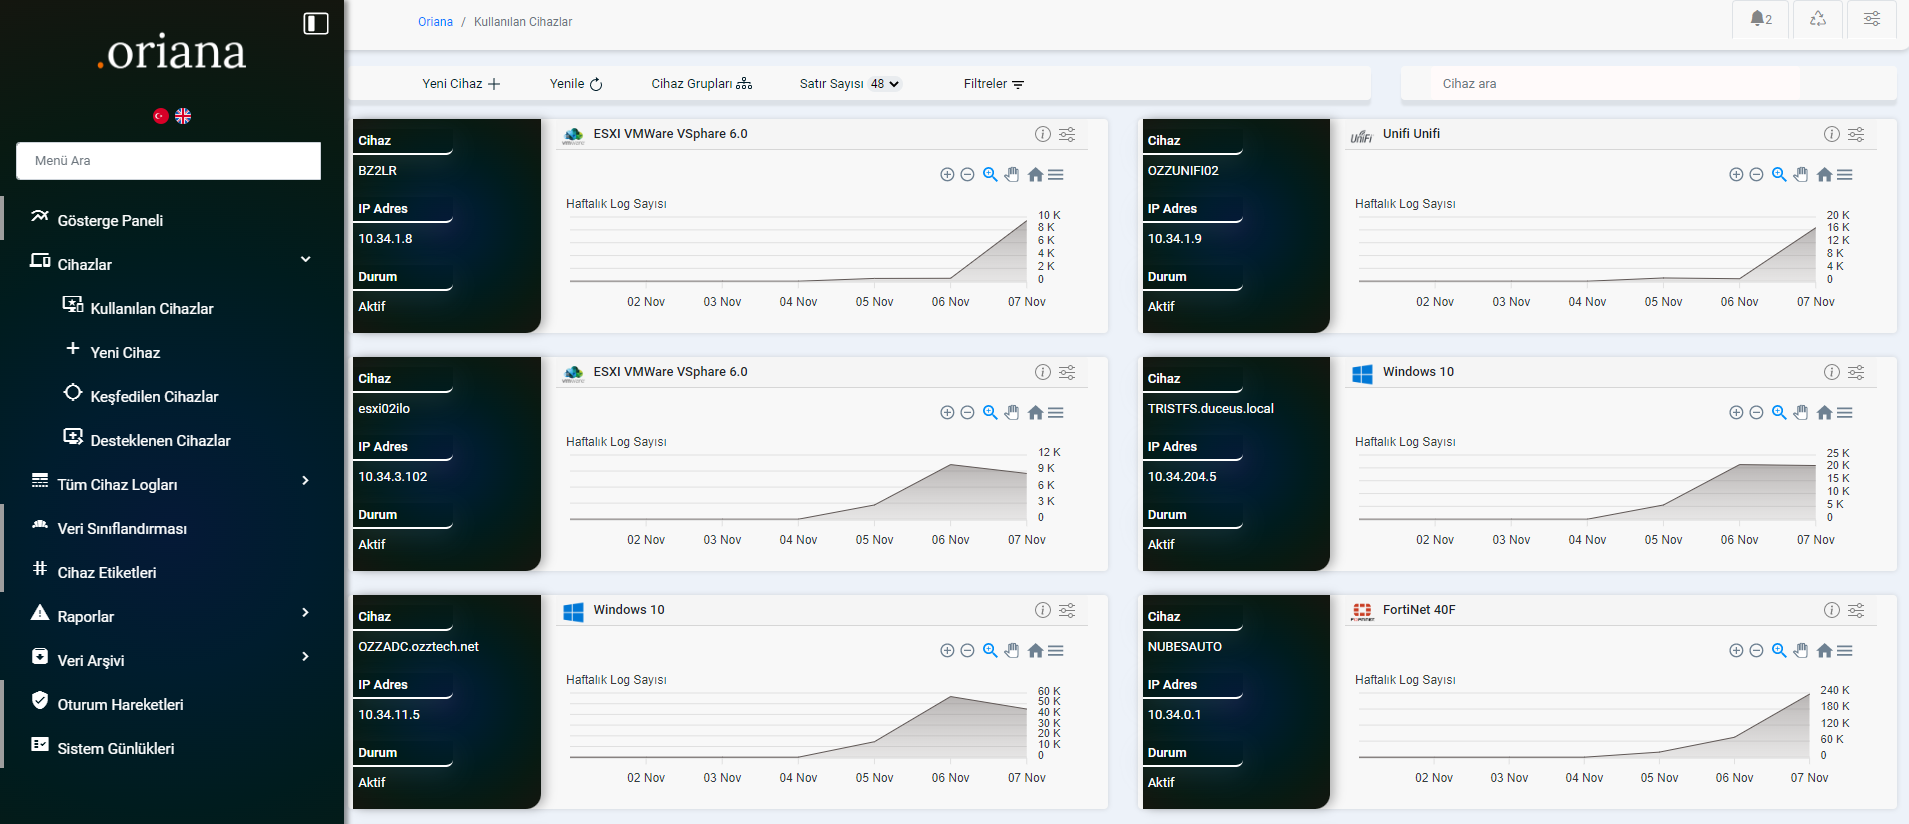 .oriana
Menü Ara
Gösterge Paneli
Cihazlar
Kullanılan Cihazlar
Yeni Cihaz
Keşfedilen Cihazlar
Desteklenen Cihazlar
Tüm Cihaz Logları
Veri Sınıflandırması
Cihaz Etiketleri
Raporlar
Veri Arşivi
Oturum Hareketleri
Sistem Günlükleri
Oriana / Kullanılan Cihazlar
2
Yeni Cihaz
Yenile
Cihaz Grupları
Satır Sayısı 48
Filtreler
Cihaz ara
Cihaz
BZ2LR
IP Adres
10.34.1.8
Durum
Aktif
vmware
ESXI VMWare VSphare 6.0
Haftalık Log Sayısı
10 K
8 K
6 K
4 K
2 K
0
02 Nov 03 Nov 04 Nov 05 Nov 06 Nov 07 Nov
Cihaz
OZZUNIFI02
IP Adres
10.34.1.9
Durum
Aktif
UniFi
Unifi Unifi
Haftalık Log Sayısı
20 K
16 K
12 K
8 K
4 K
0
02 Nov 03 Nov 04 Nov 05 Nov 06 Nov 07 Nov
Cihaz
esxi02ilo
IP Adres
10.34.3.102
Durum
Aktif
vmware
ESXI VMWare VSphare 6.0
Haftalık Log Sayısı
12 K
9 K
6 K
3 K
0
02 Nov 03 Nov 04 Nov 05 Nov 06 Nov 07 Nov
Cihaz
TRISTFS.duceus.local
IP Adres
10.34.204.5
Durum
Aktif
Windows 10
Haftalık Log Sayısı
25 K
20 K
15 K
10 K
5 K
0
02 Nov 03 Nov 04 Nov 05 Nov 06 Nov 07 Nov
Cihaz
OZZADC.ozztech.net
IP Adres
10.34.11.5
Durum
Aktif
Windows 10
Haftalık Log Sayısı
60 K
50 K
40 K
30 K
20 K
10 K
0
02 Nov 03 Nov 04 Nov 05 Nov 06 Nov 07 Nov
Cihaz
NUBESAUTO
IP Adres
10.34.0.1
Durum
Aktif
FORTINET
FortiNet 40F
Haftalık Log Sayısı
240 K
180 K
120 K
60 K
0
02 Nov 03 Nov 04 Nov 05 Nov 06 Nov 07 Nov